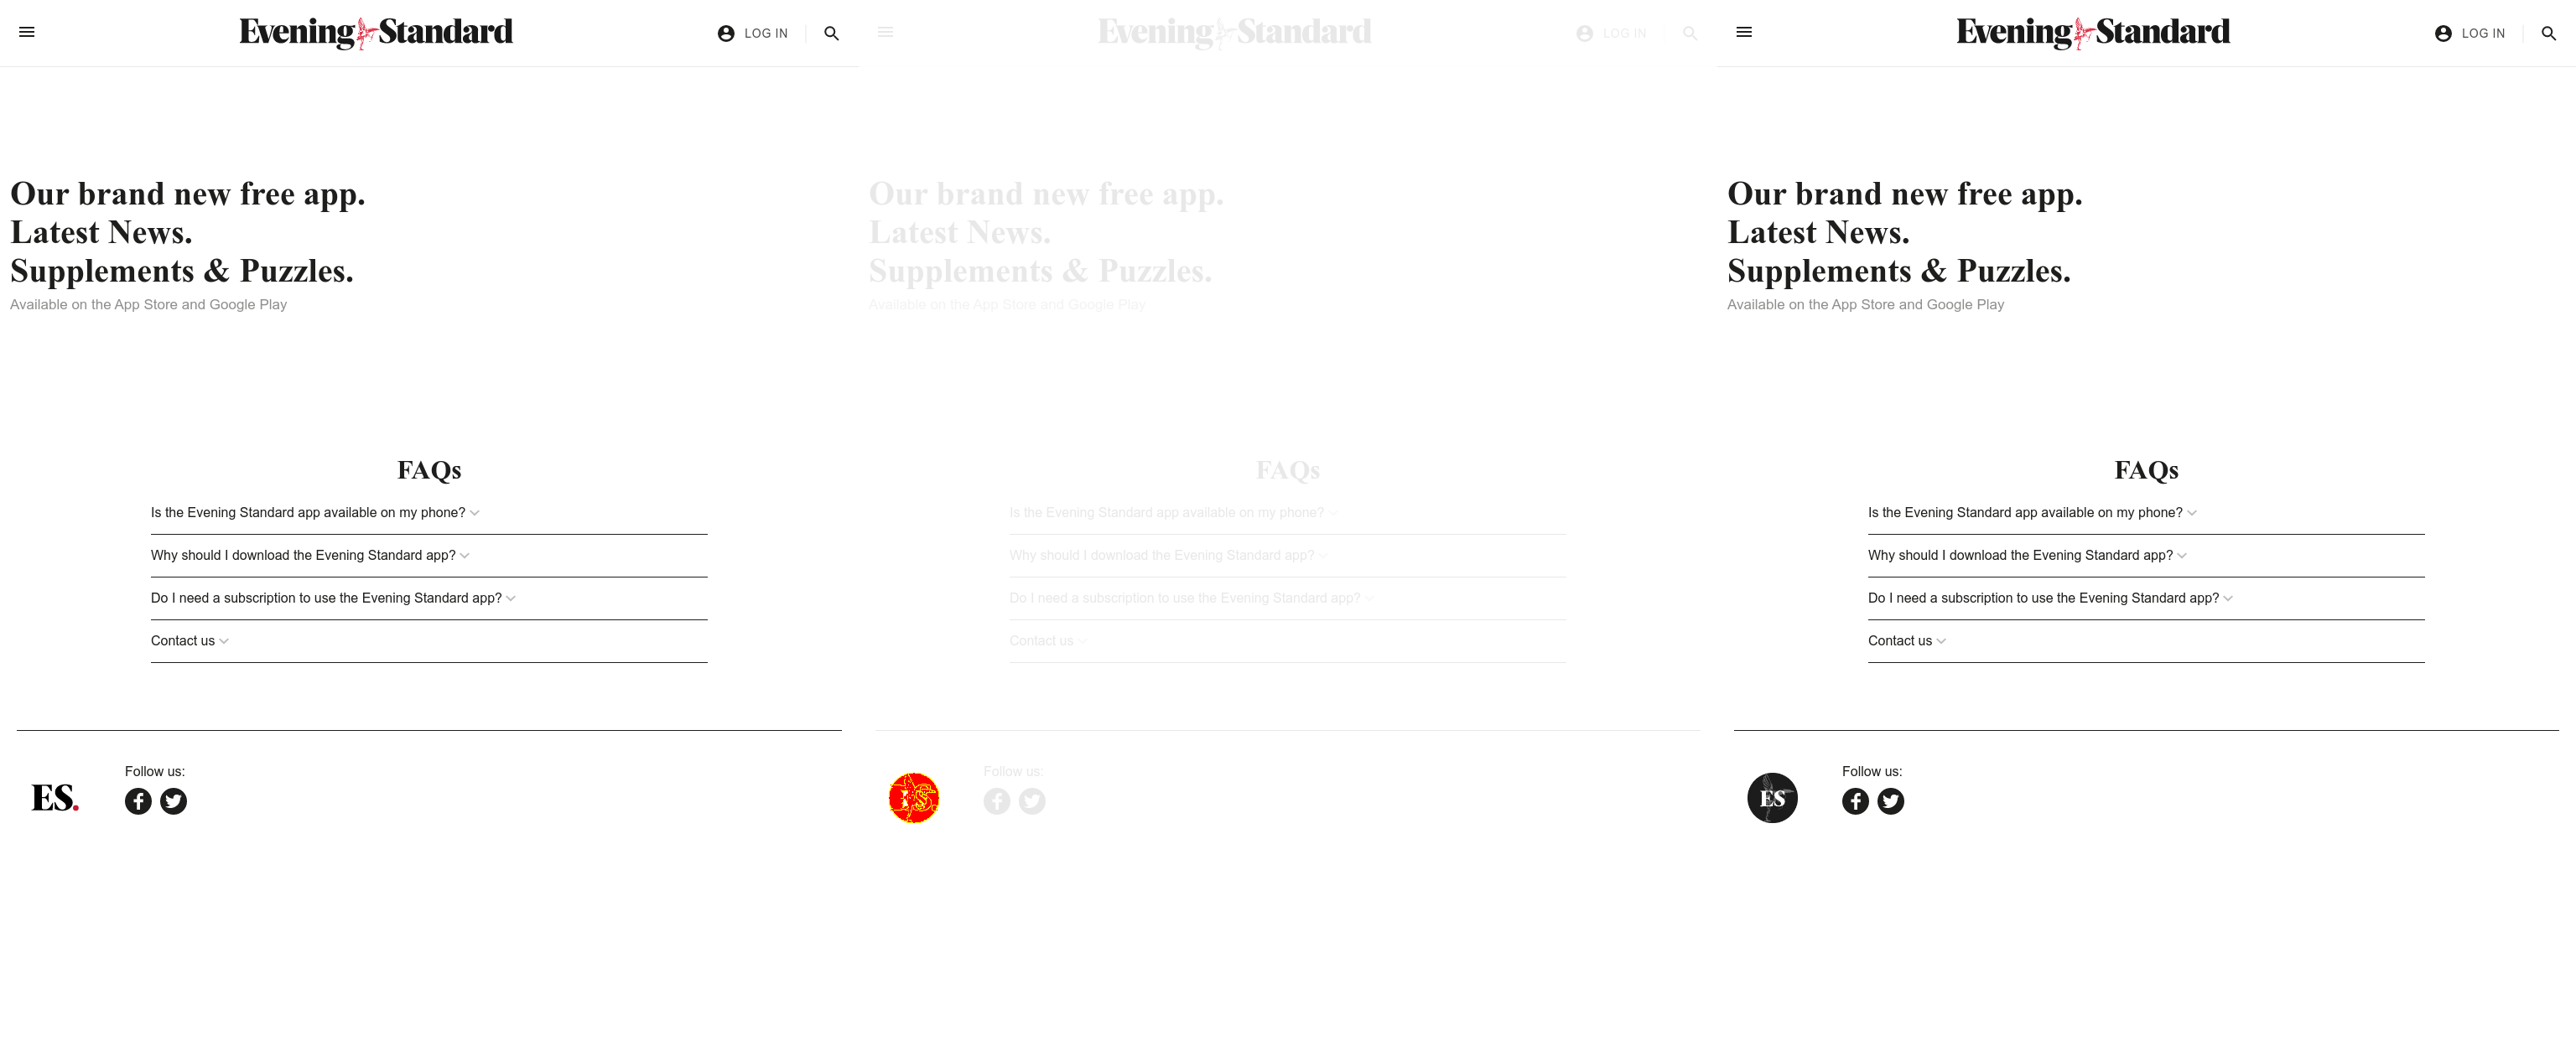 Evening Standard
LOG IN
Our brand new free app.
Latest News.
Supplements & Puzzles.
Available on the App Store and Google Play
FAQs
Is the Evening Standard app available on my phone?
Why should I download the Evening Standard app?
Do I need a subscription to use the Evening Standard app?
Contact us
ES.
Follow us:
Evening Standard
LOG IN
Our brand new free app.
Latest News.
Supplements & Puzzles.
Available on the App Store and Google Play
FAQs
Is the Evening Standard app available on my phone?
Why should I download the Evening Standard app?
Do I need a subscription to use the Evening Standard app?
Contact us
ES
Follow us:
Evening Standard
LOG IN
Our brand new free app.
Latest News.
Supplements & Puzzles.
Available on the App Store and Google Play
FAQs
Is the Evening Standard app available on my phone?
Why should I download the Evening Standard app?
Do I need a subscription to use the Evening Standard app?
Contact us
ES
Follow us: